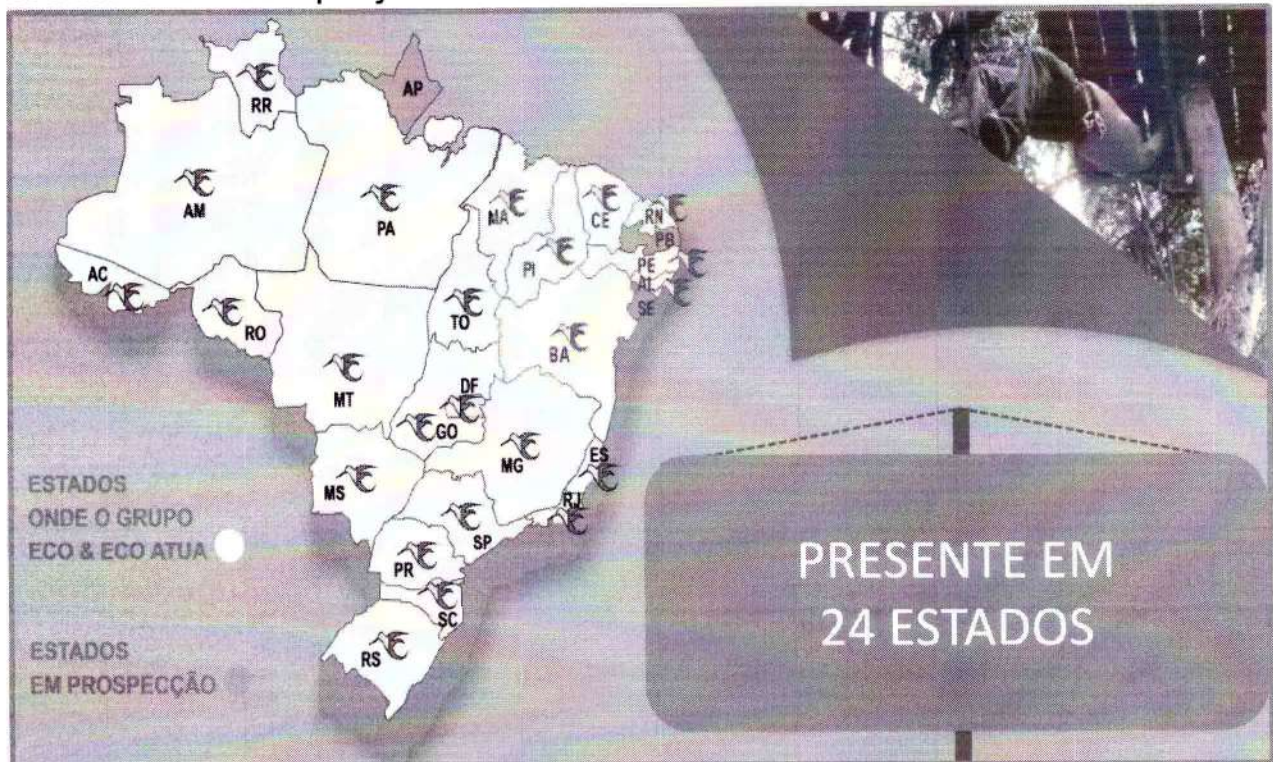 RR
AP
AM
PA
MA
CE
RN
PB
PI
PE
AL
SE
AC
RO
TO
BA
MT
DF
GO
MG
ES
MS
RJ
SP
PR
SC
RS
ESTADOS
ONDE O GRUPO
ECO & ECO ATUA
ESTADOS
EM PROSPECÇÃO
PRESENTE EM
24 ESTADOS